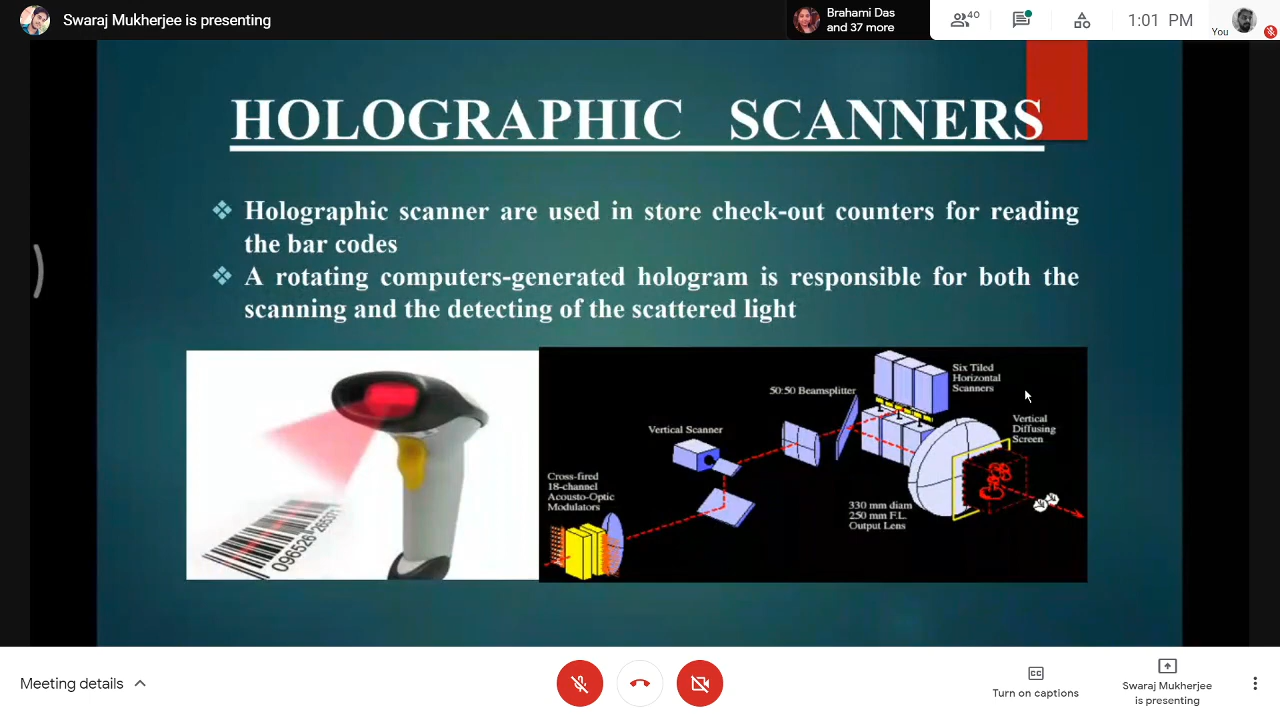 Swaraj Mukherjee is presenting
Brahami Das
and 37 more
40
1:01 PM
You
HOLOGRAPHIC SCANNERS
Holographic scanner are used in store check-out counters for reading
the bar codes
A rotating computers-generated hologram is responsible for both the
scanning and the detecting of the scattered light
Six Tiled
Horizontal
Scanners
50:50 Beamsplitter
Vertical
Diffusing
Screen
Vertical Scanner
Cross-fired
18-channel
Acousto-Optic
Modulators
330 mm diam
250 mm F.L.
Output Lens
Meeting details
CC
Turn on captions
Swaraj Mukherjee
is presenting